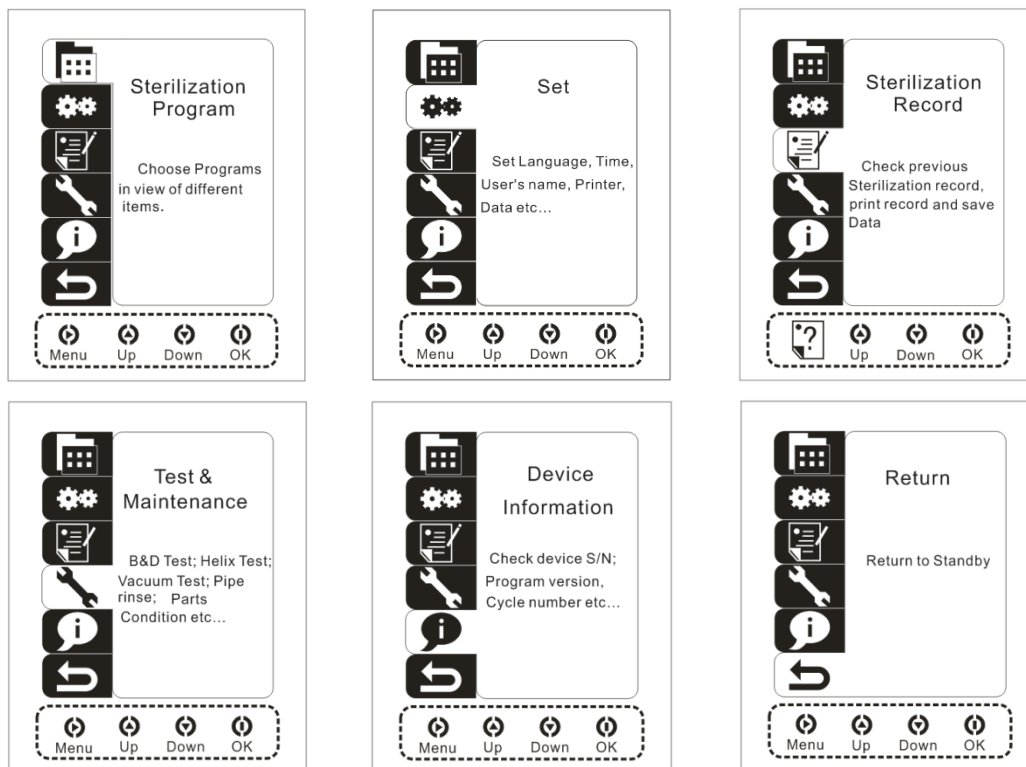 Sterilization
Program
Choose Programs
in view of different
items.
Menu Up Down OK
Set
Set Language, Time,
User's name, Printer,
Data etc...
Menu Up Down OK
Sterilization
Record
Check previous
Sterilization record,
print record and save
Data
?
Up Down OK
Test &
Maintenance
B&D Test; Helix Test;
Vacuum Test; Pipe
rinse; Parts
Condition etc...
i
Menu Up Down OK
Device
Information
Check device S/N;
Program version,
Cycle number etc...
i
Menu Up Down OK
Return
Return to Standby
i
Menu Up Down OK